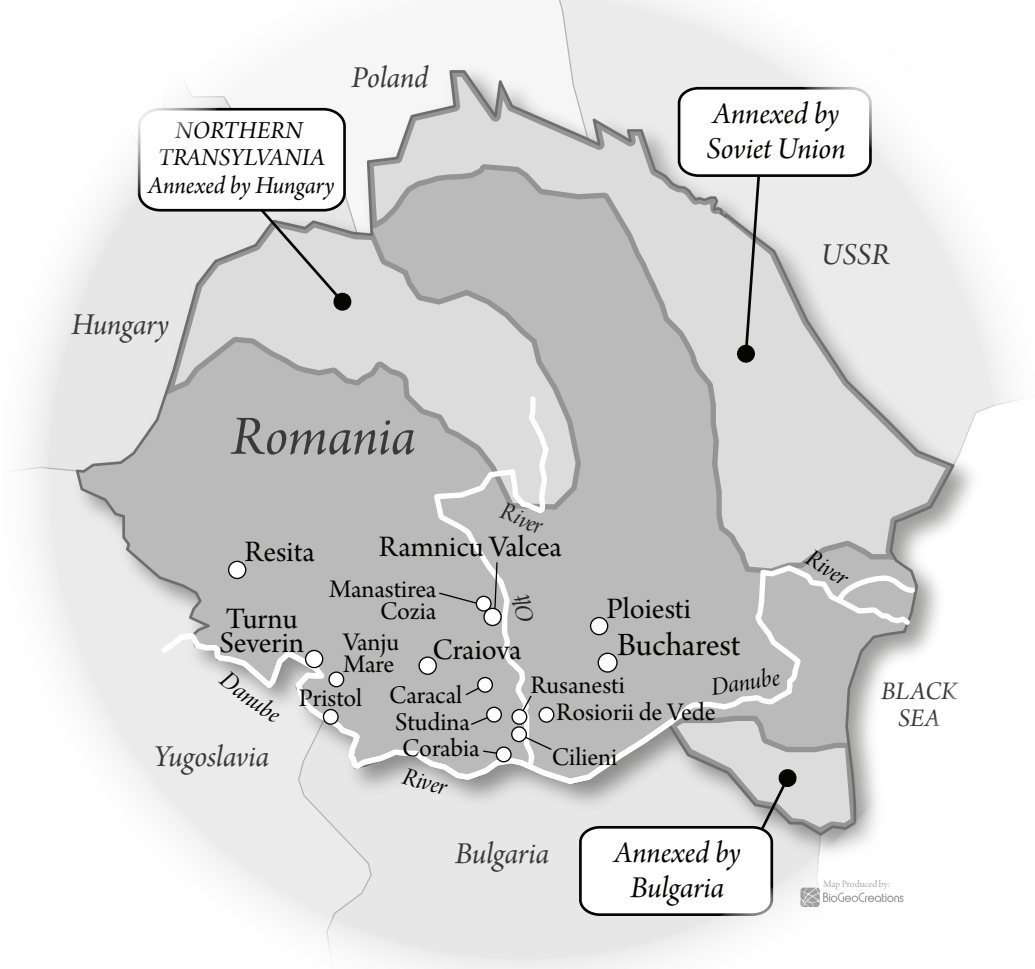 Poland
NORTHERN
TRANSYLVANIA
Annexed by Hungary
Annexed by
Soviet Union
USSR
Hungary
Romania
River
Resita
Ramnicu Valcea
River
Manastirea
Cozia
Olt
Ploiesti
Turnu
Severin
Vanju
Mare
Craiova
Bucharest
Danube
Pristol
Caracal
Rusanesti
Danube
Studina
Rosiorii de Vede
BLACK
SEA
Corabia
Cilieni
Yugoslavia
River
Bulgaria
Annexed by
Bulgaria
Map Produced by:
BioGeoCreations